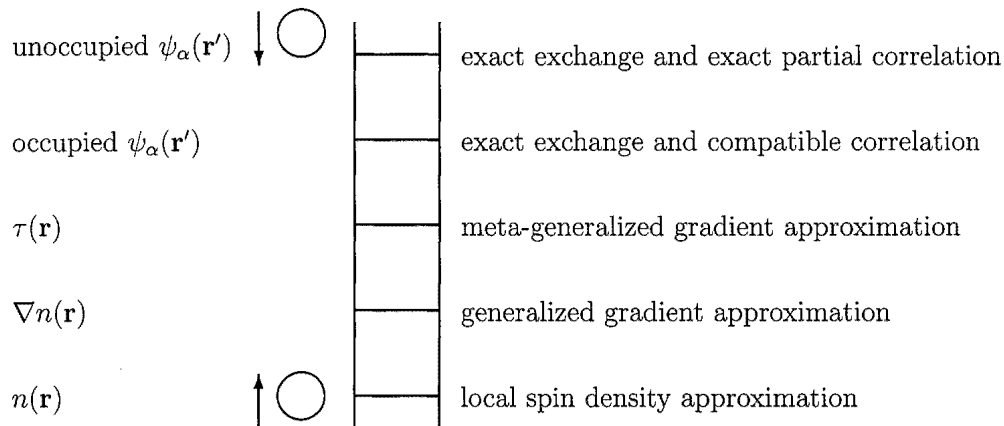 unoccupied ψα(r′) exact exchange and exact partial correlation
occupied ψα(r′) exact exchange and compatible correlation
τ(r) meta-generalized gradient approximation
∇n(r) generalized gradient approximation
n(r) local spin density approximation